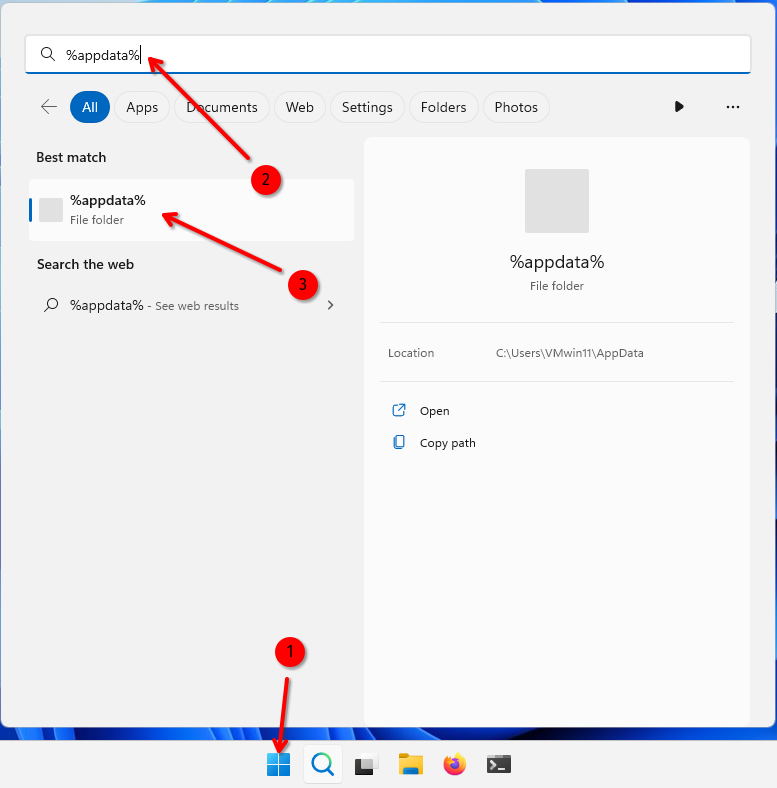 %appdata%
All Apps Documents Web Settings Folders Photos
2
Best match
%appdata%
File folder
3
Search the web
%appdata% - See web results
%appdata%
File folder
Location C:\Users\VMwin11\AppData
Open
Copy path
1